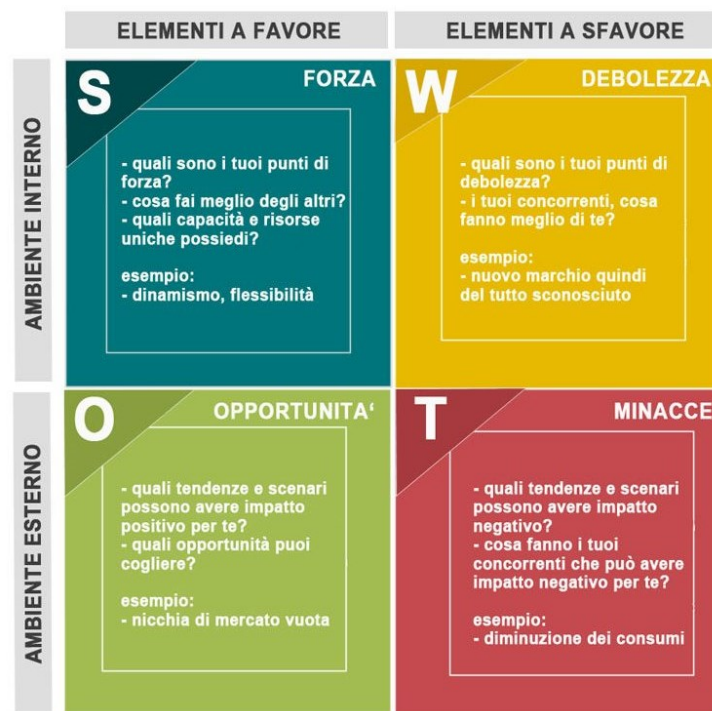 ELEMENTI A FAVORE
ELEMENTI A SFAVORE
AMBIENTE INTERNO
S
FORZA
- quali sono i tuoi punti di
forza?
- cosa fai meglio degli altri?
- quali capacità e risorse
uniche possiedi?
esempio:
- dinamismo, flessibilità
W
DEBOLEZZA
- quali sono i tuoi punti di
debolezza?
- i tuoi concorrenti, cosa
fanno meglio di te?
esempio:
- nuovo marchio quindi
del tutto sconosciuto
AMBIENTE ESTERNO
O
OPPORTUNITA‘
- quali tendenze e scenari
possono avere impatto
positivo per te?
- quali opportunità puoi
cogliere?
esempio:
- nicchia di mercato vuota
T
MINACCE
- quali tendenze e scenari
possono avere impatto
negativo?
- cosa fanno i tuoi
concorrenti che può avere
impatto negativo per te?
esempio:
- diminuzione dei consumi